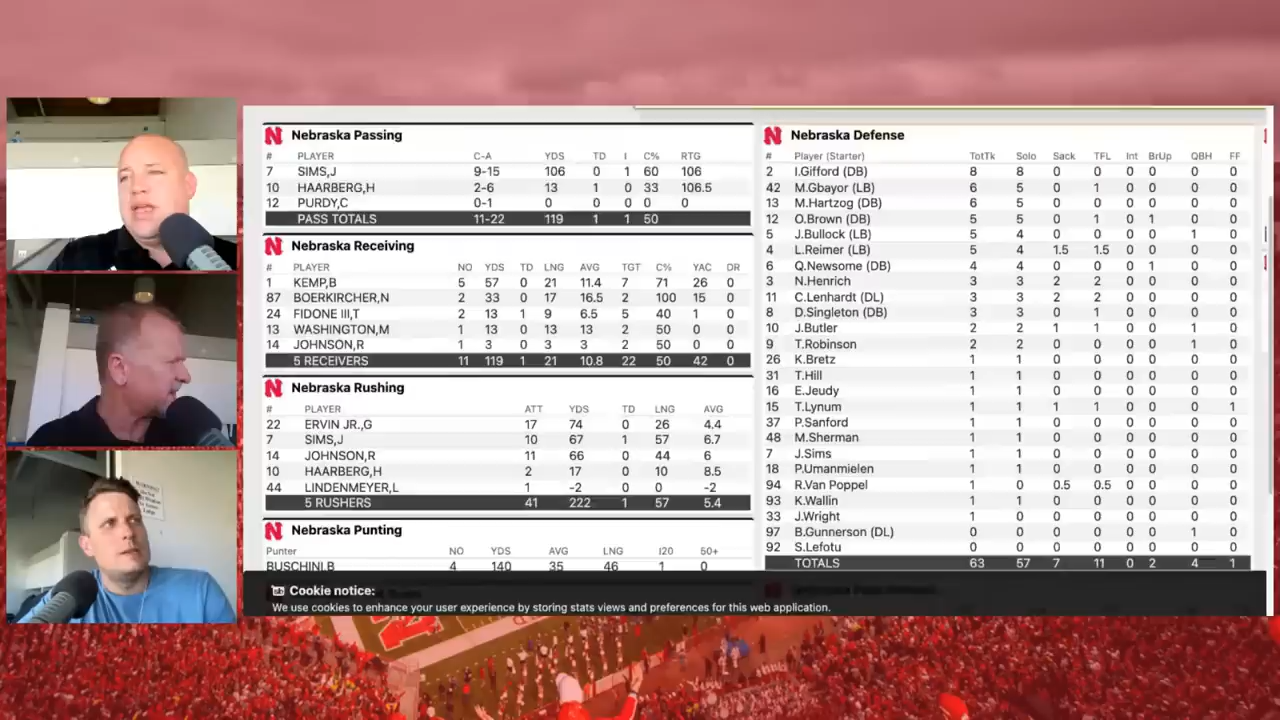 Nebraska Passing
# PLAYER C-A YDS TD I C% RTG
7 SIMS,J 9-15 106 0 1 60 106
10 HAARBERG,H 2-6 13 1 0 33 106.5
12 PURDY,C 0-1 0 0 0 0 0
PASS TOTALS 11-22 119 1 1 50
Nebraska Receiving
# PLAYER NO YDS TD LNG AVG TGT C% YAC DR
1 KEMP,B 5 57 0 21 11.4 7 71 26 0
87 BOERKIRCHER,N 2 33 0 17 16.5 2 100 15 0
24 FIDONE III,T 2 13 1 9 6.5 5 40 1 0
13 WASHINGTON,M 1 13 0 13 13 2 50 0 0
14 JOHNSON,R 1 3 0 3 3 2 50 0 0
5 RECEIVERS 11 119 1 21 10.8 22 50 42 0
Nebraska Rushing
# PLAYER ATT YDS TD LNG AVG
22 ERVIN JR.,G 17 74 0 26 4.4
7 SIMS,J 10 67 1 57 6.7
14 JOHNSON,R 11 66 0 44 6
10 HAARBERG,H 2 17 0 10 8.5
44 LINDENMEYER,L 1 -2 0 0 -2
5 RUSHERS 41 222 1 57 5.4
Nebraska Punting
Punter NO YDS AVG LNG I20 50+
BUSCHINI,B 4 140 35 46 1 0
Nebraska Defense
# Player (Starter) TotTk Solo Sack TFL Int BrUp QBH FF
2 I.Gifford (DB) 8 8 0 0 0 0 0 0
42 M.Gbayor (LB) 6 5 0 1 0 0 0 0
13 M.Hartzog (DB) 6 5 0 0 0 0 0 0
12 O.Brown (DB) 5 5 0 1 0 1 0 0
5 J.Bullock (LB) 5 4 0 0 0 0 1 0
4 L.Reimer (LB) 5 4 1.5 1.5 0 0 0 0
6 Q.Newsome (DB) 4 4 0 0 0 1 0 0
3 N.Henrich 3 3 2 2 0 0 0 0
11 C.Lenhardt (DL) 3 3 2 2 0 0 0 0
8 D.Singleton (DB) 3 3 0 1 0 0 0 0
10 J.Butler 2 2 1 1 0 0 1 0
9 T.Robinson 2 2 0 0 0 0 1 0
26 K.Bretz 1 1 0 0 0 0 0 0
31 T.Hill 1 1 0 0 0 0 0 0
16 E.Jeudy 1 1 0 0 0 0 0 0
15 T.Lynum 1 1 1 1 0 0 0 1
37 P.Sanford 1 1 0 0 0 0 0 0
48 M.Sherman 1 1 0 0 0 0 0 0
7 J.Sims 1 1 0 0 0 0 0 0
18 P.Umanmielen 1 1 0 0 0 0 0 0
94 R.Van Poppel 1 0 0.5 0.5 0 0 0 0
93 K.Wallin 1 1 0 0 0 0 0 0
33 J.Wright 1 0 0 0 0 0 0 0
97 B.Gunnerson (DL) 0 0 0 0 0 0 1 0
92 S.Lefotu 0 0 0 0 0 0 0 0
TOTALS 63 57 7 11 0 2 4 1
Cookie notice:
We use cookies to enhance your user experience by storing stats views and preferences for this web application.